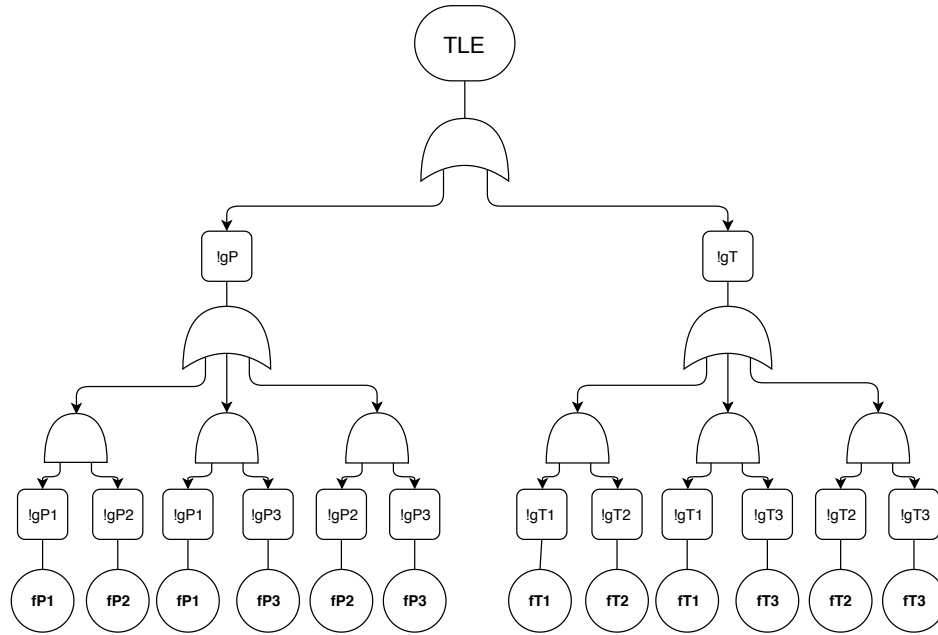 TLE
!gP
!gT
!gP1 !gP2 !gP1 !gP3 !gP2 !gP3 !gT1 !gT2 !gT1 !gT3 !gT2 !gT3
fP1 fP2 fP1 fP3 fP2 fP3 fT1 fT2 fT1 fT3 fT2 fT3